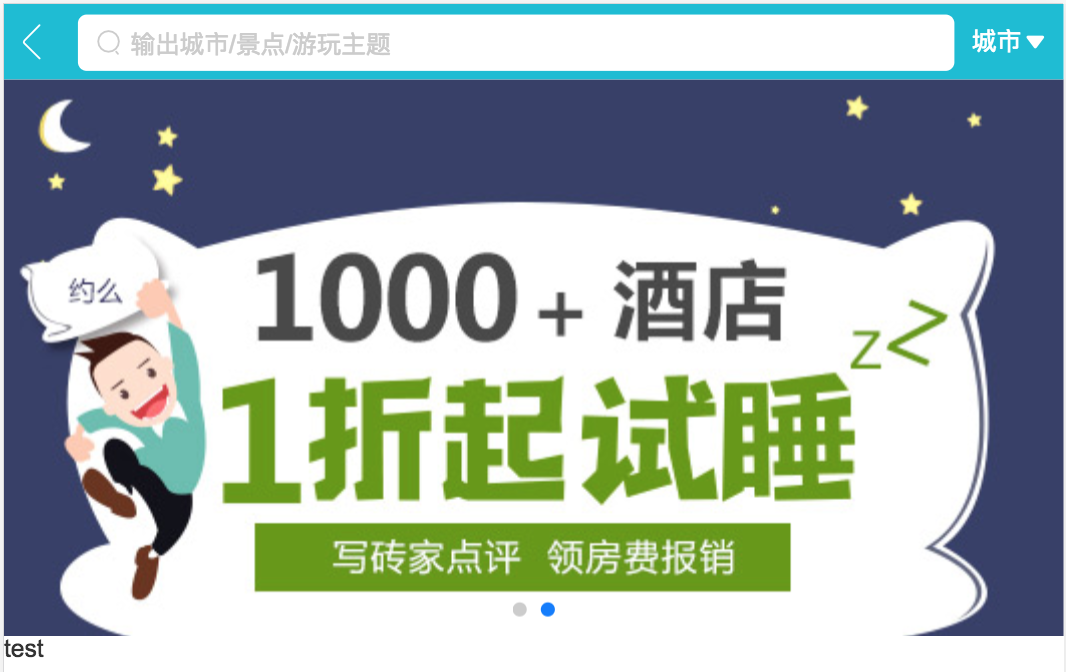 输出城市/景点/游玩主题
城市
约么
1000+酒店
zZ
1折起试睡
写砖家点评 领房费报销
test